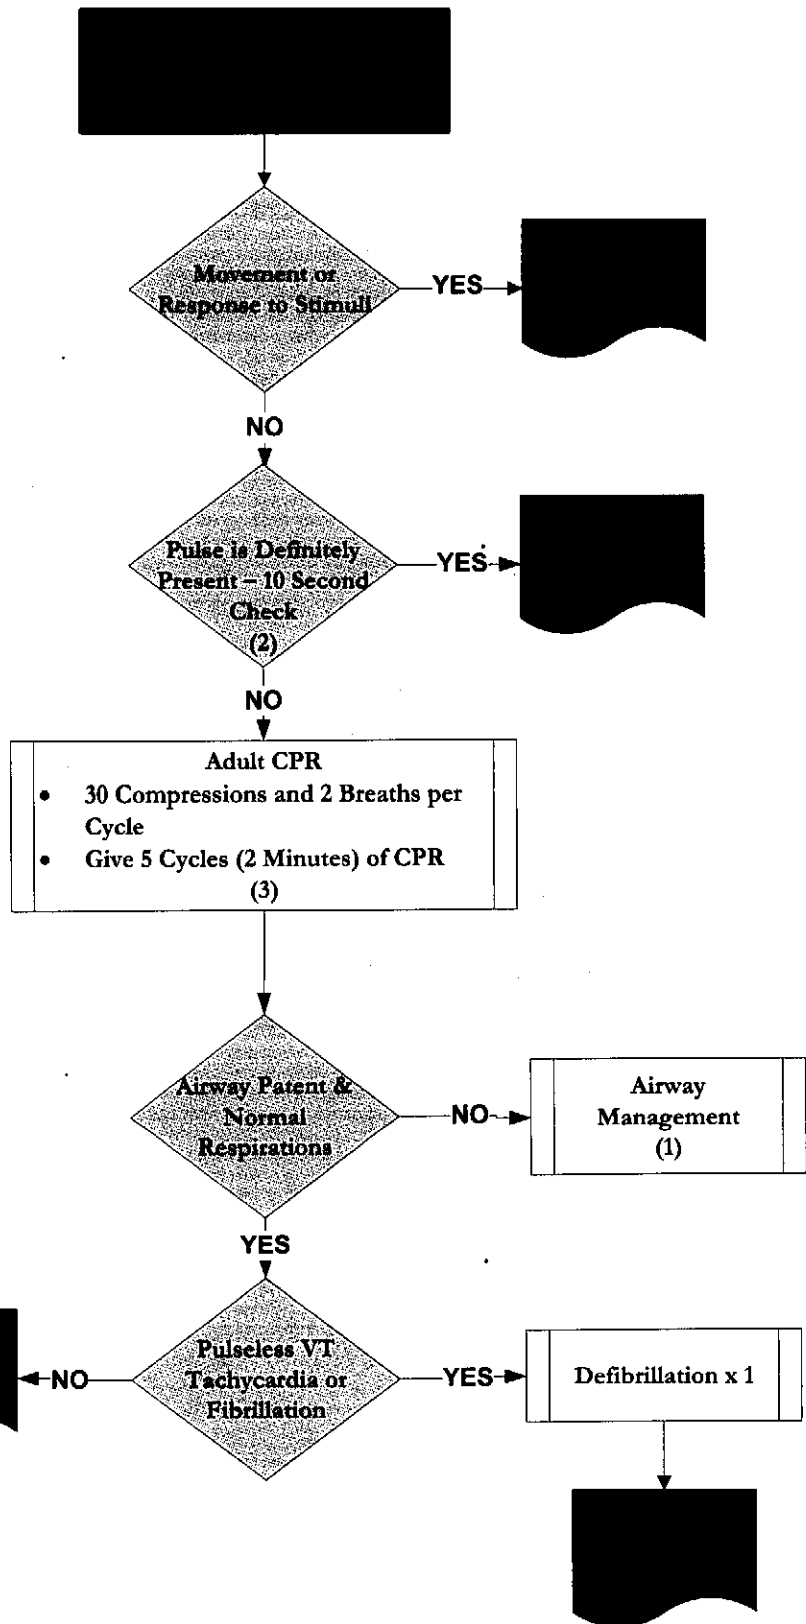 Movement or
Response to Stimuli
YES
NO
Pulse is Definitely
Present – 10 Second
Check
(2)
YES
NO
Adult CPR
• 30 Compressions and 2 Breaths per
Cycle
• Give 5 Cycles (2 Minutes) of CPR
(3)
Airway Patent &
Normal
Respirations
NO
Airway
Management
(1)
YES
Pulseless VT
Tachycardia or
Fibrillation
NO
YES
Defibrillation x 1